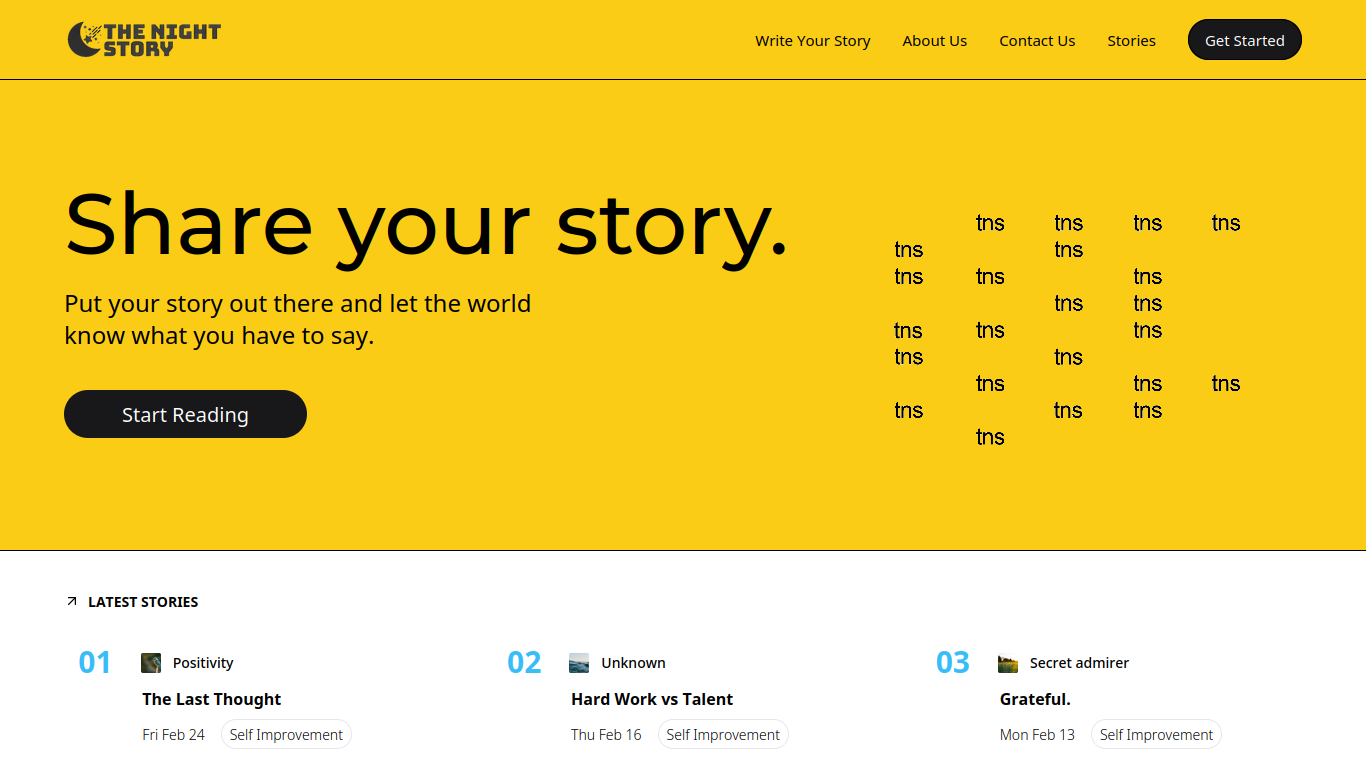 THE NIGHT
STORY
Write Your Story
About Us
Contact Us
Stories
Get Started
Share your story.
Put your story out there and let the world
know what you have to say.
Start Reading
tns tns tns tns
tns tns
tns tns tns
tns tns
tns tns tns
tns tns
tns tns tns
tns tns tns
tns
LATEST STORIES
01
Positivity
The Last Thought
Fri Feb 24
Self Improvement
02
Unknown
Hard Work vs Talent
Thu Feb 16
Self Improvement
03
Secret admirer
Grateful.
Mon Feb 13
Self Improvement